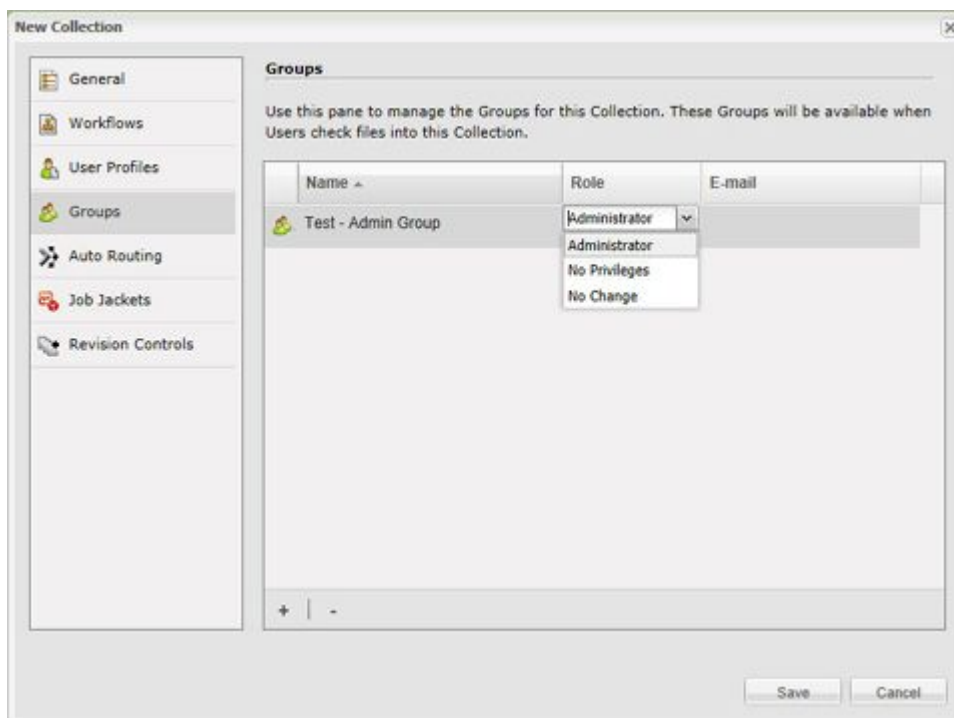 New Collection
General
Workflows
User Profiles
Groups
Auto Routing
Job Jackets
Revision Controls
Groups
Use this pane to manage the Groups for this Collection. These Groups will be available when
Users check files into this Collection.
Name Role E-mail
Test - Admin Group Administrator
Administrator
No Privileges
No Change
+ | -
Save Cancel